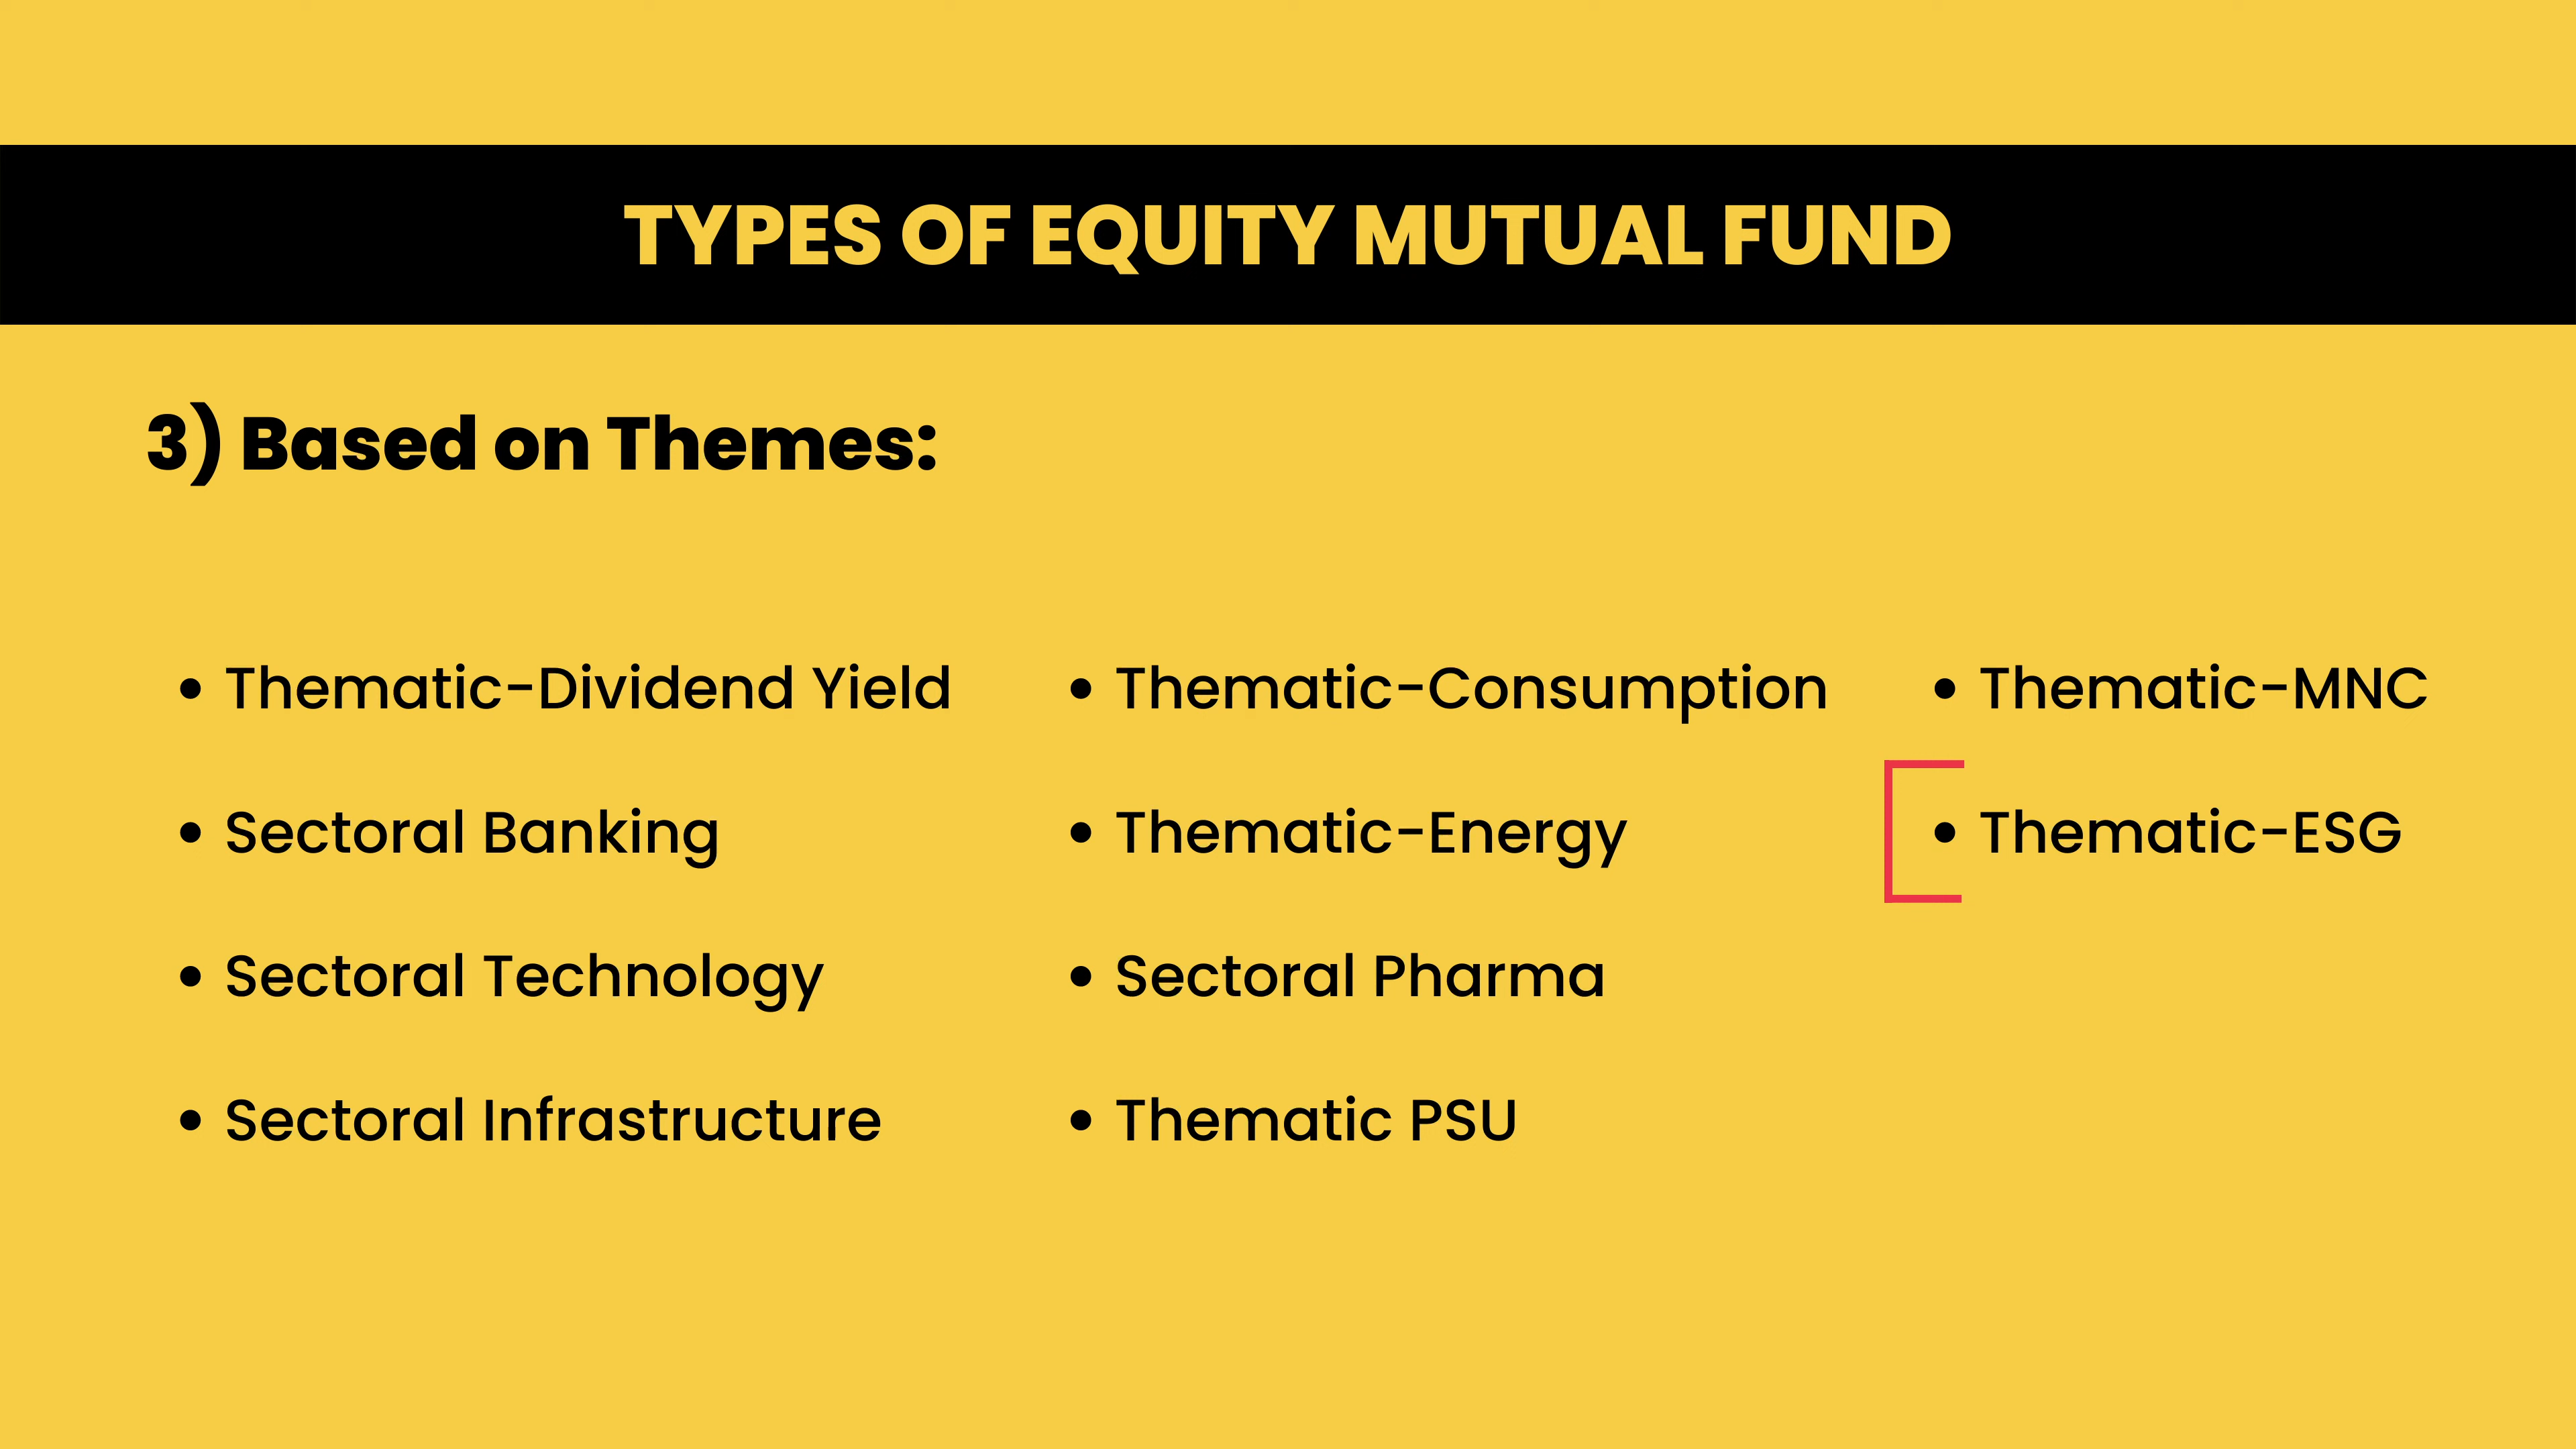 TYPES OF EQUITY MUTUAL FUND
3) Based on Themes:
• Thematic-Dividend Yield
• Sectoral Banking
• Sectoral Technology
• Sectoral Infrastructure
• Thematic-Consumption
• Thematic-Energy
• Sectoral Pharma
• Thematic PSU
• Thematic-MNC
• Thematic-ESG